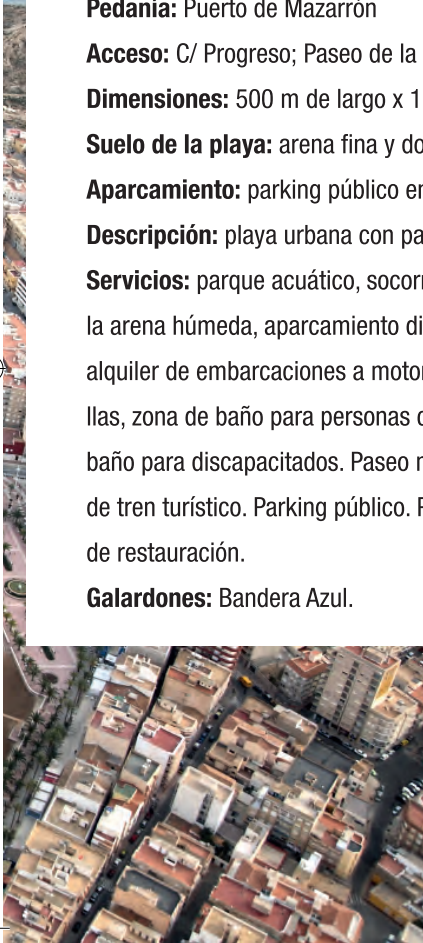 Pedanía: Puerto de Mazarrón
Acceso: C/ Progreso; Paseo de la
Dimensiones: 500 m de largo x 1
Suelo de la playa: arena fina y do
Aparcamiento: parking público en
Descripción: playa urbana con pa
Servicios: parque acuático, socorr
la arena húmeda, aparcamiento di
alquiler de embarcaciones a motor
llas, zona de baño para personas c
baño para discapacitados. Paseo m
de tren turístico. Parking público. P
de restauración.
Galardones: Bandera Azul.